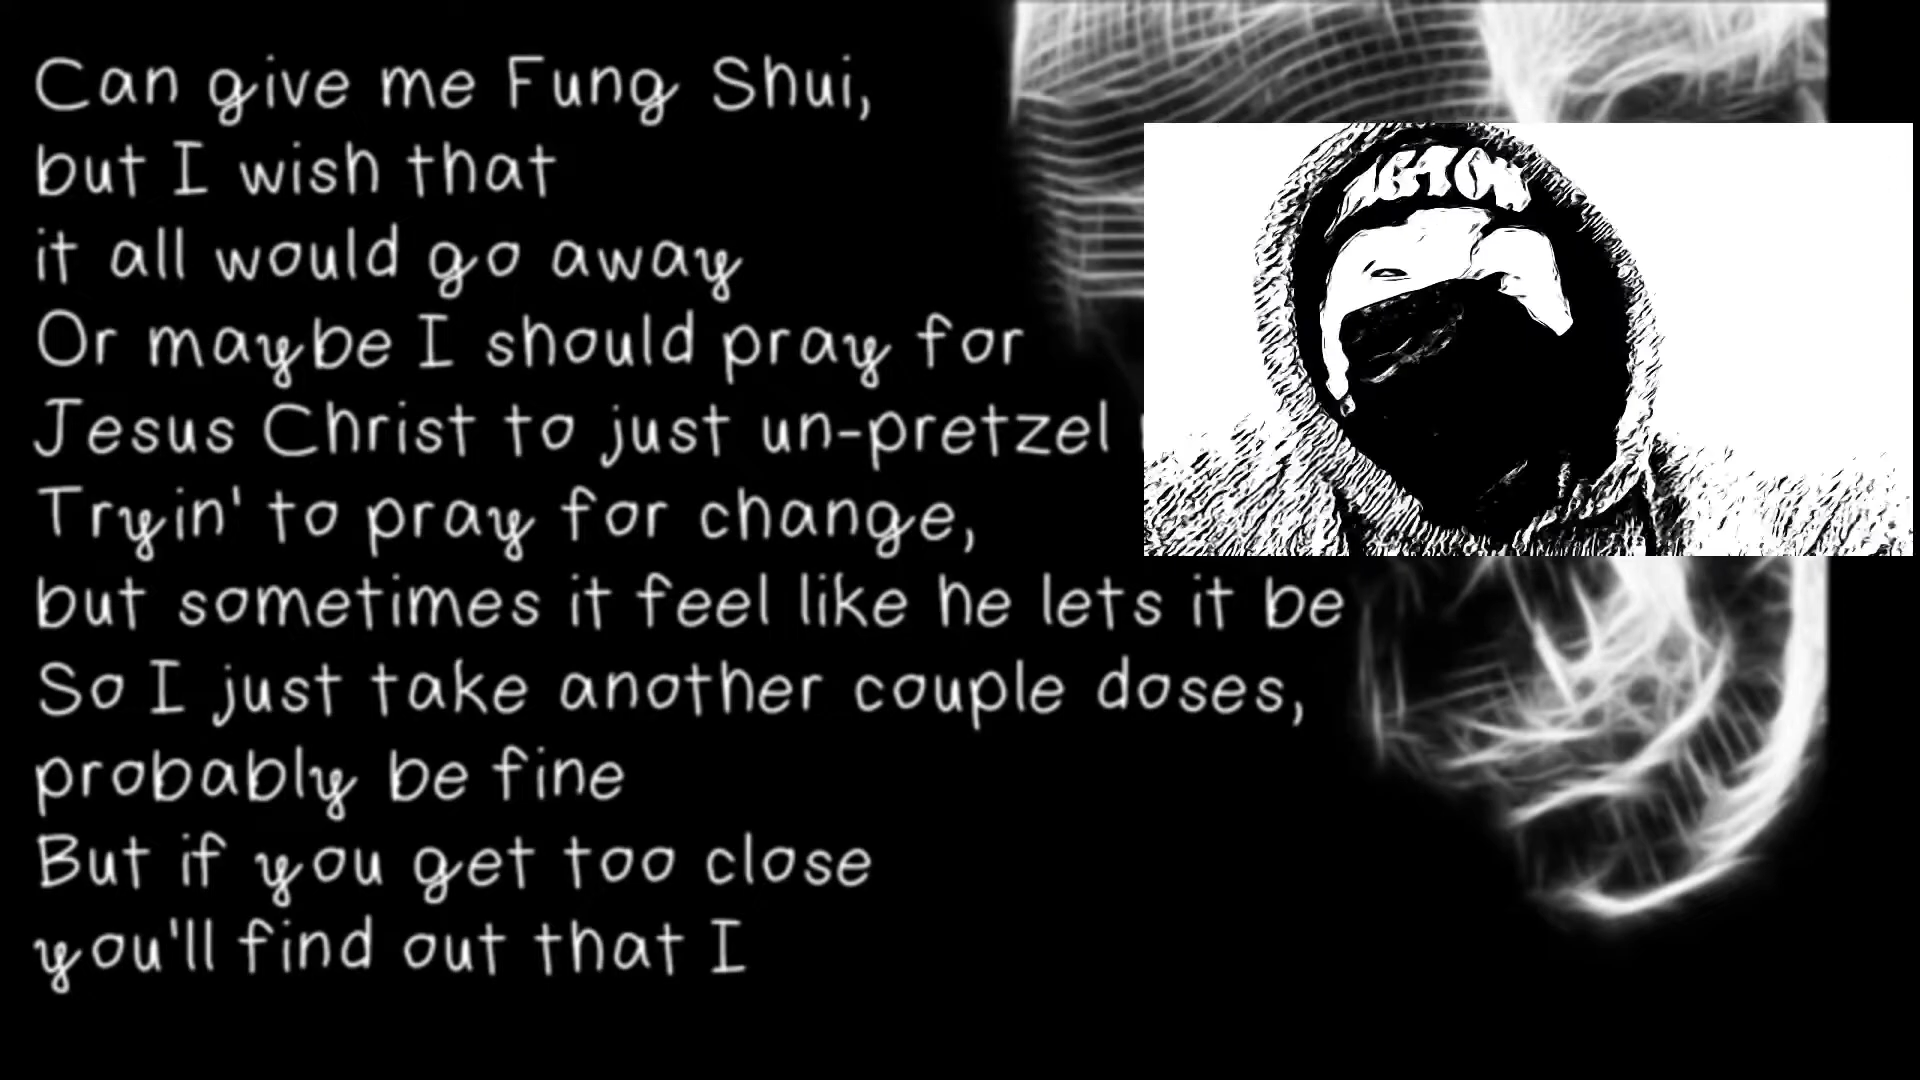 Can give me Fung Shui,
but I wish that
it all would go away
Or maybe I should pray for
Jesus Christ to just un-pretzel
Tryin' to pray for change,
but sometimes it feel like he lets it be
So I just take another couple doses,
probably be fine
But if you get too close
you'll find out that I